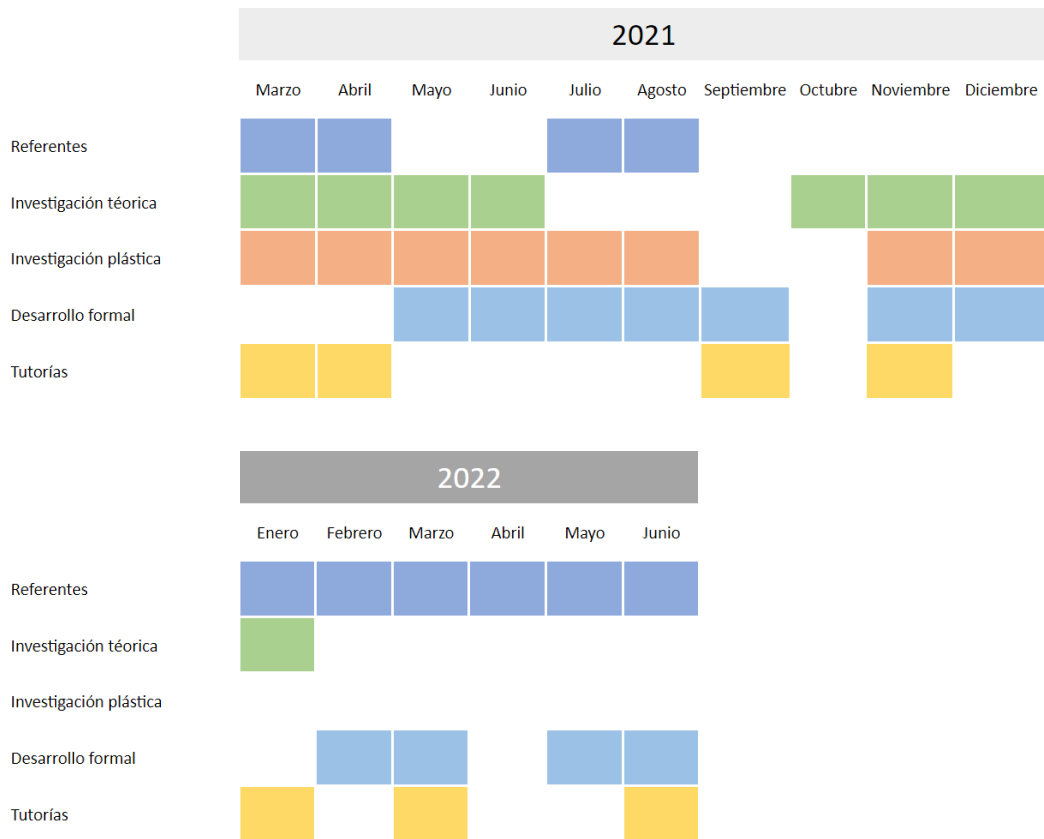 2021
Marzo Abril Mayo Junio Julio Agosto Septiembre Octubre Noviembre Diciembre
Referentes
Investigación téorica
Investigación plástica
Desarrollo formal
Tutorías
2022
Enero Febrero Marzo Abril Mayo Junio
Referentes
Investigación téorica
Investigación plástica
Desarrollo formal
Tutorías